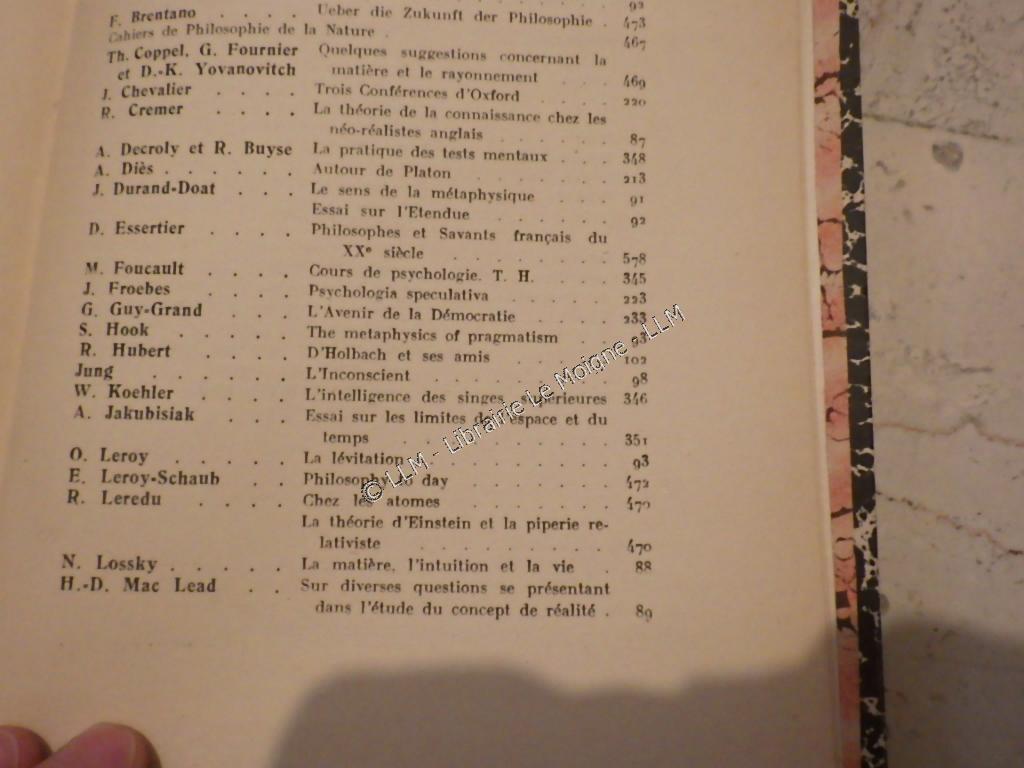 92
F. Brentano . . . . Ueber die Zukunft der Philosophie . 473
Cahiers de Philosophie de la Nature . 467
Th. Coppel, G. Fournier Quelques suggestions concernant la
et D.-K. Yovanovitch matière et le rayonnement . . . 469
J. Chevalier . . . . Trois Conférences d'Oxford . . . . 220
R. Cremer . . . . La théorie de la connaissance chez les
néo-réalistes anglais . . . . . . 87
A. Decroly et R. Buyse La pratique des tests mentaux . . . 348
A. Diès . . . . . . Autour de Platon . . . . . . . 213
J. Durand-Doat . . . Le sens de la métaphysique . . . 91
Essai sur l'Etendue . . . . . . 92
D. Essertier . . . . Philosophes et Savants français du
XXe siècle . . . . . . . . 578
M. Foucault . . . . Cours de psychologie. T. H. . . . . 345
J. Froebes . . . . Psychologia speculativa . . . . . 223
G. Guy-Grand . . . L'Avenir de la Démocratie . . . . 233
S. Hook . . . . . The metaphysics of pragmatism . . 93
R. Hubert . . . . D'Holbach et ses amis . . . . . 102
Jung . . . . . . L'Inconscient . . . . . . . . 98
W. Koehler . . . . L'intelligence des singes supérieures 346
A. Jakubisiak . . . Essai sur les limites de l'espace et du
temps . . . . . . . . . . 351
O. Leroy . . . . . La lévitation . . . . . . . . . 93
E. Leroy-Schaub . . Philosophy to day . . . . . . . 472
R. Leredu . . . . Chez les atomes . . . . . . . 470
La théorie d'Einstein et la piperie re-
lativiste . . . . . . . . . 470
N. Lossky . . . . . La matière, l'intuition et la vie . . 88
H.-D. Mac Lead . . Sur diverses questions se présentant
dans l'étude du concept de réalité . 89
© LLM - Librairie Le Moigne - LLM